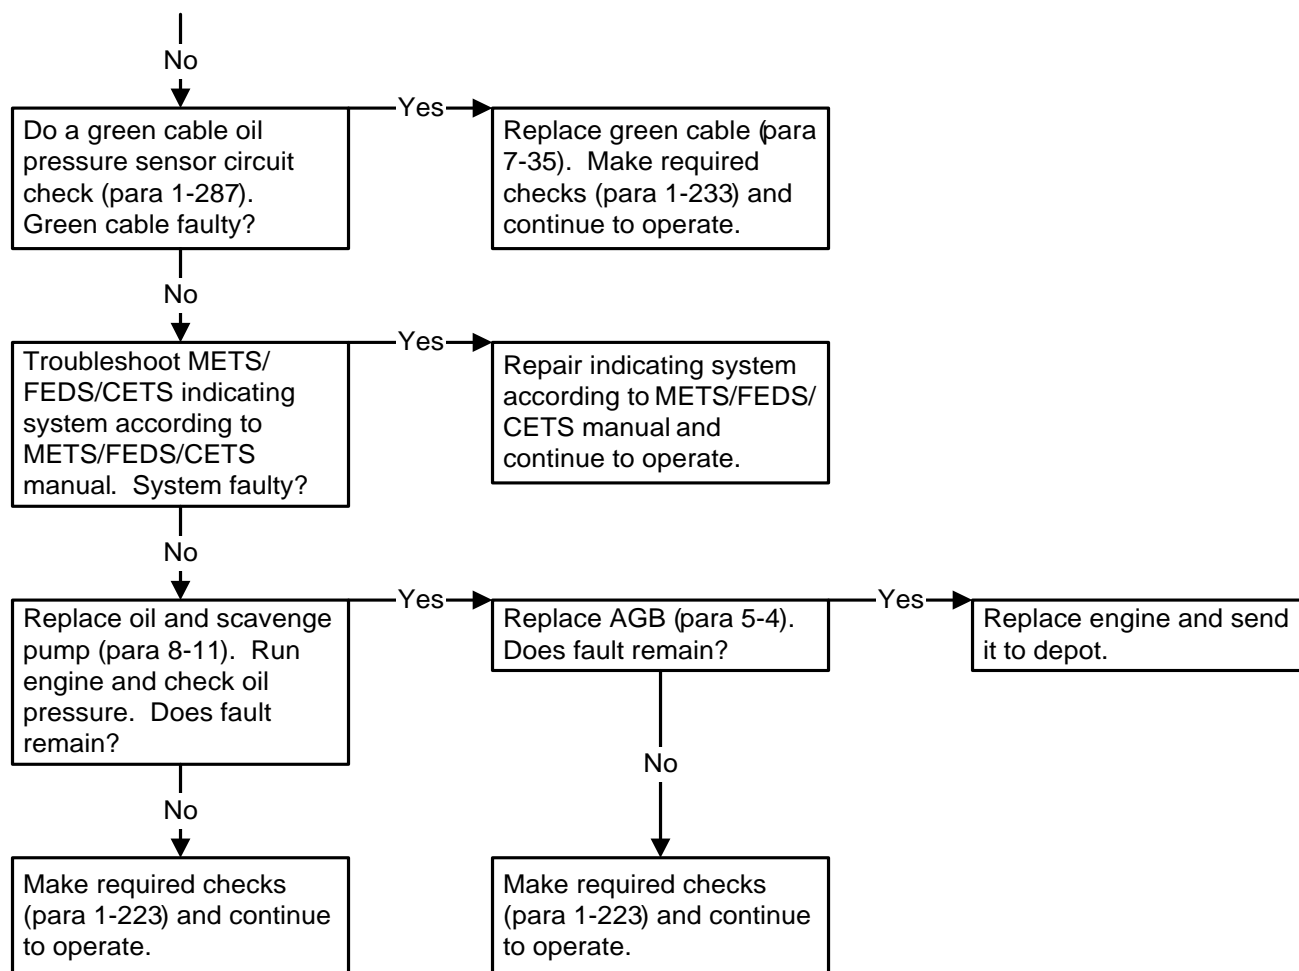 No
Do a green cable oil
pressure sensor circuit
check (para 1-287).
Green cable faulty?
Yes
Replace green cable (para
7-35).  Make required
checks (para 1-233) and
continue to operate.
No
Troubleshoot METS/
FEDS/CETS indicating
system according to
METS/FEDS/CETS
manual.  System faulty?
Yes
Repair indicating system
according to METS/FEDS/
CETS manual and
continue to operate.
No
Replace oil and scavenge
pump (para 8-11).  Run
engine and check oil
pressure.  Does fault
remain?
Yes
Replace AGB (para 5-4).
Does fault remain?
Yes
Replace engine and send
it to depot.
No
Make required checks
(para 1-223) and continue
to operate.
No
Make required checks
(para 1-223) and continue
to operate.